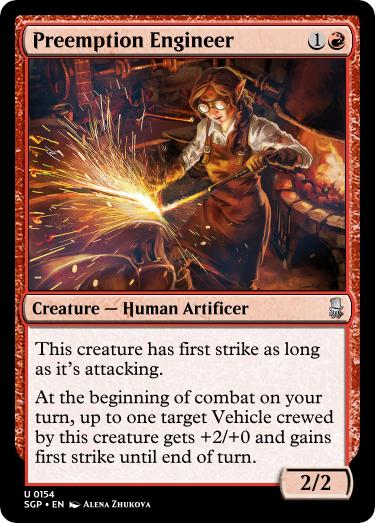 Preemption Engineer 1
Creature — Human Artificer
This creature has first strike as long
as it's attacking.
At the beginning of combat on your
turn, up to one target Vehicle crewed
by this creature gets +2/+0 and gains
first strike until end of turn.
2/2
U 0154
SGP • EN Alena Zhukova